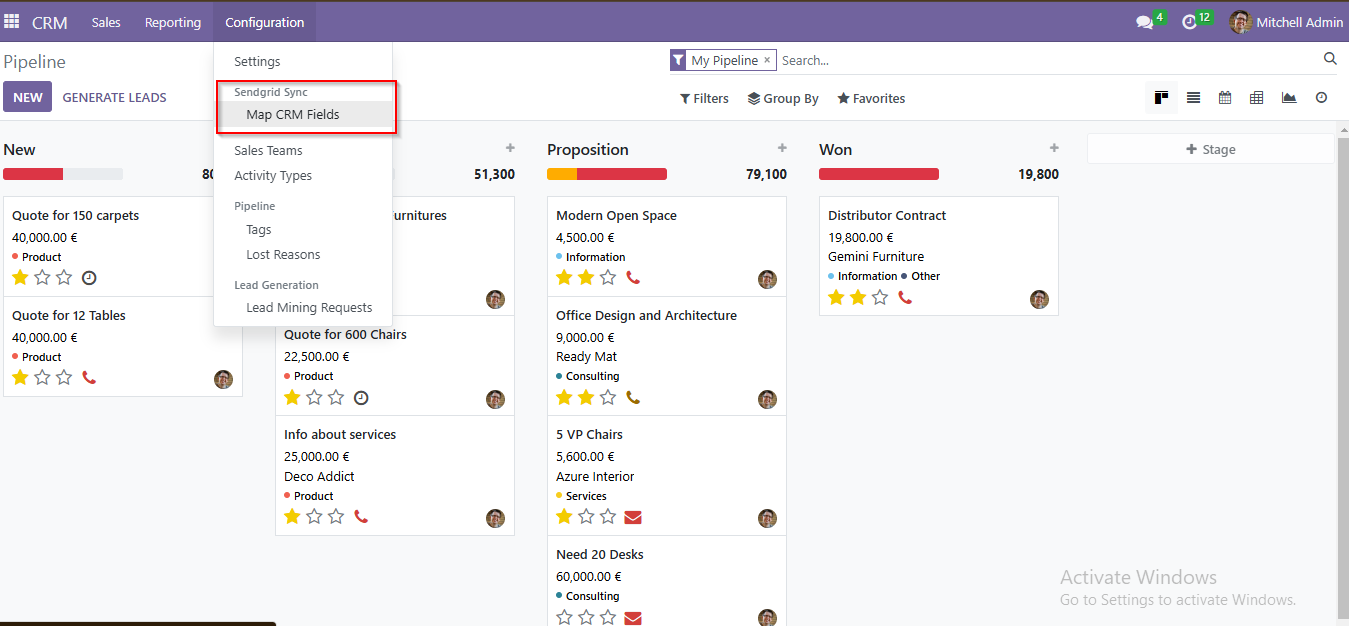 CRM Sales Reporting Configuration 4 12 Mitchell Admin
Pipeline
My Pipeline × Search...
NEW GENERATE LEADS
Filters Group By Favorites
Settings
Sendgrid Sync
Map CRM Fields
Sales Teams
Activity Types
Pipeline
Tags
Lost Reasons
Lead Generation
Lead Mining Requests
New
Quote for 150 carpets
40,000.00 €
Product
Quote for 12 Tables
40,000.00 €
Product
+
51,300
Quote for 600 Chairs
22,500.00 €
Product
Info about services
25,000.00 €
Deco Addict
Product
Proposition +
79,100
Modern Open Space
4,500.00 €
Information
Office Design and Architecture
9,000.00 €
Ready Mat
Consulting
5 VP Chairs
5,600.00 €
Azure Interior
Services
Need 20 Desks
60,000.00 €
Consulting
Won +
19,800
Distributor Contract
19,800.00 €
Gemini Furniture
Information Other
+ Stage
Activate Windows
Go to Settings to activate Windows.